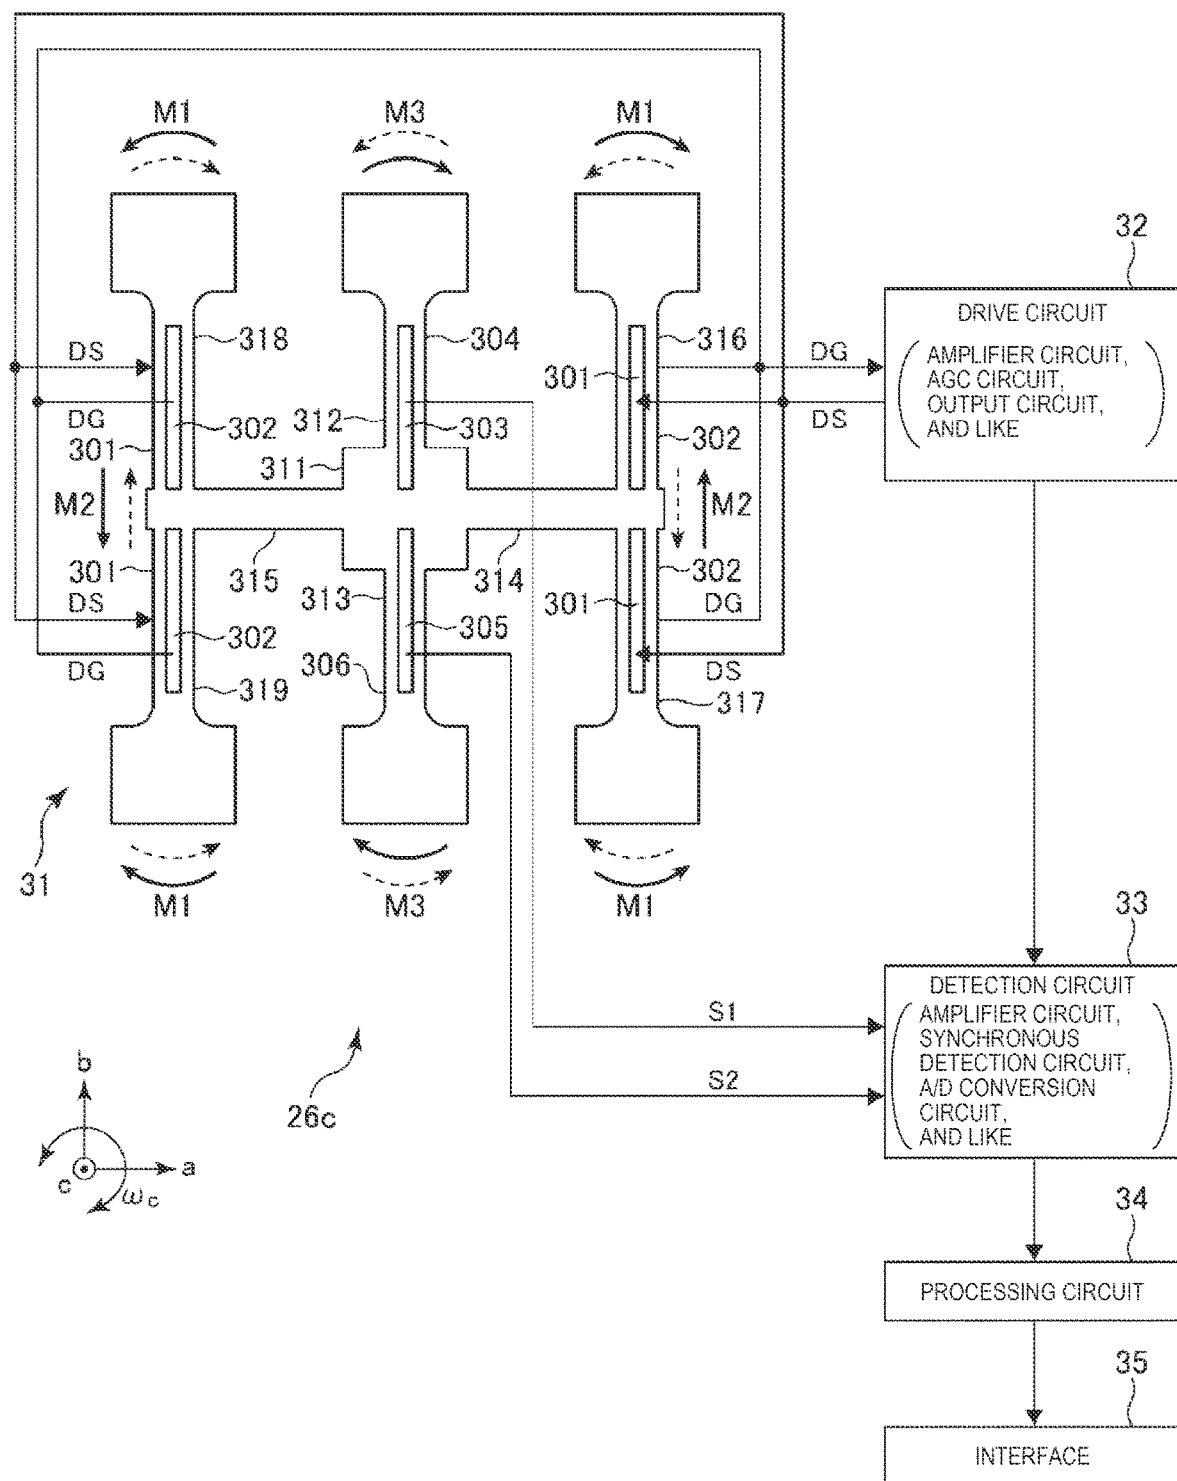 M1
M3
M1
32
DRIVE CIRCUIT
AMPLIFIER CIRCUIT,
AGC CIRCUIT,
OUTPUT CIRCUIT,
AND LIKE
318
304
316
DS
DG
301
DG
302
312
303
DS
301
311
302
M2
M2
301
315
314
302
DS
313
301
DG
302
305
DG
306
DS
319
317
31
M1
M3
M1
33
DETECTION CIRCUIT
AMPLIFIER CIRCUIT,
SYNCHRONOUS
DETECTION CIRCUIT,
A/D CONVERSION
CIRCUIT,
AND LIKE
S1
S2
26c
b
a
c
ωc
34
PROCESSING CIRCUIT
35
INTERFACE